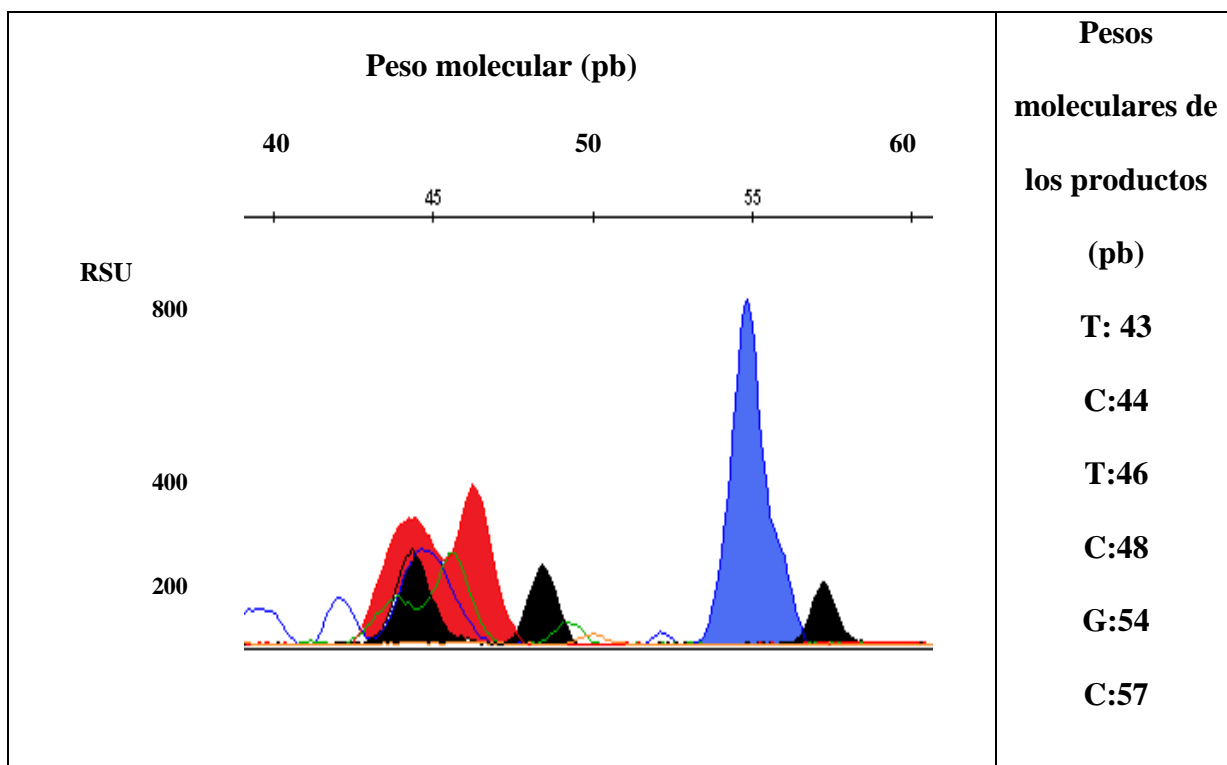 Peso molecular (pb)
40 50 60
45 55
RSU
800
400
200
Pesos
moleculares de
los productos
(pb)
T: 43
C:44
T:46
C:48
G:54
C:57